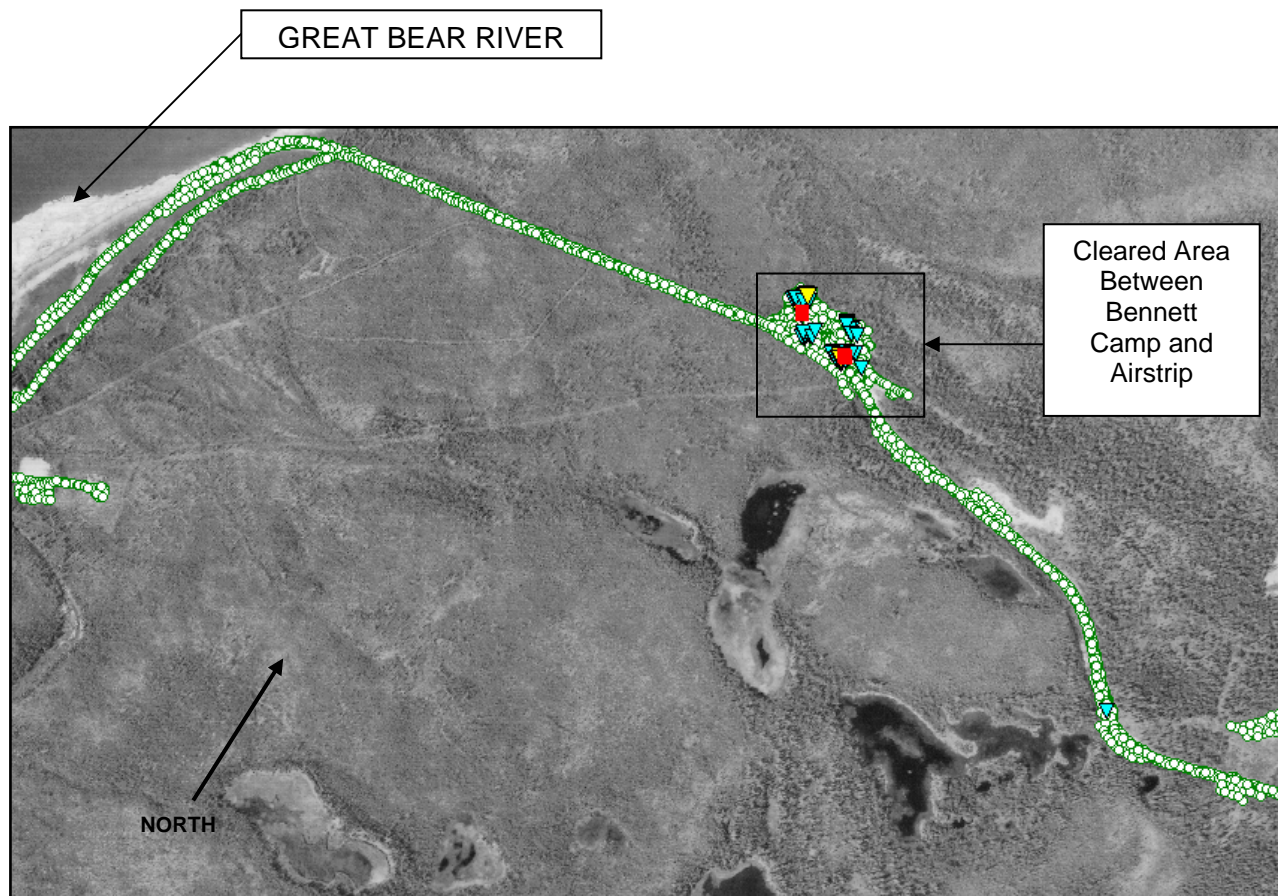 GREAT BEAR RIVER
Cleared Area
Between
Bennett
Camp and
Airstrip
NORTH